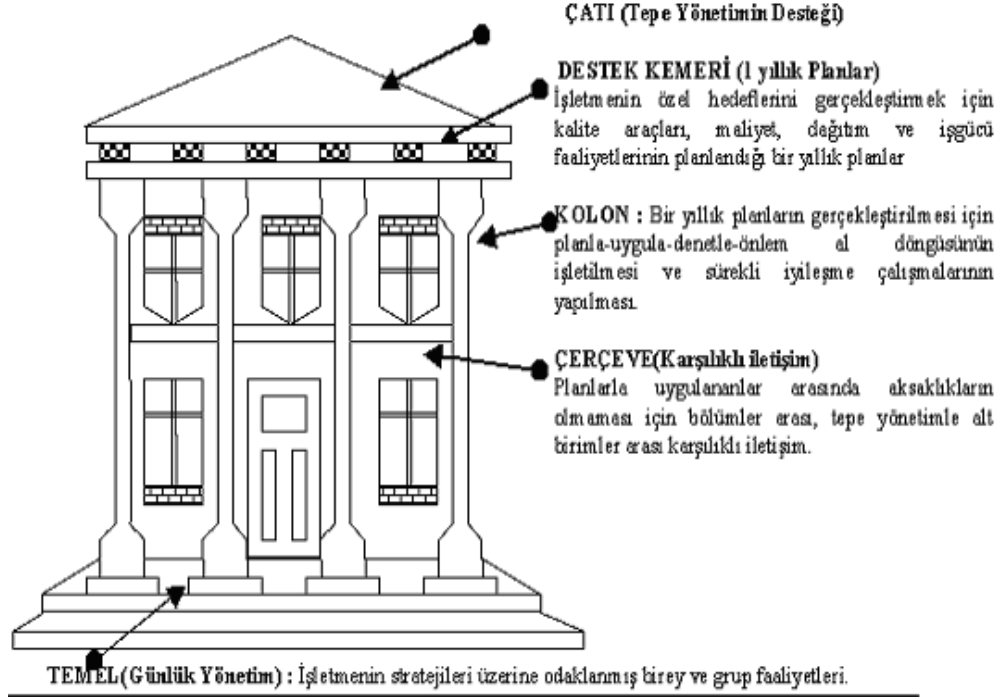 ÇATI (Tepe Yönetimin Desteği)
DESTEK KEMERİ (1 yıllık Planlar)
İşletmenin özel hedeflerini gerçekleştirmek için
kalite araçları, maliyet, dağıtım ve işgücü
faaliyetlerinin planlandığı bir yıllık planlar
KOLON : Bir yıllık planların gerçekleştirilmesi için
planla-uygula-denetle-önlem al döngüsünün
işletilmesi ve sürekli iyileşme çalışmalarının
yapılması.
ÇERÇEVE(Karşılıklı iletişim)
Planlarla uygulananlar arasında aksaklıkların
olmaması için bölümler arası, tepe yönetimle alt
birimler arası karşılıklı iletişim.
TEMEL(Günlük Yönetim) : İşletmenin stratejileri üzerine odaklanmış birey ve grup faaliyetleri.